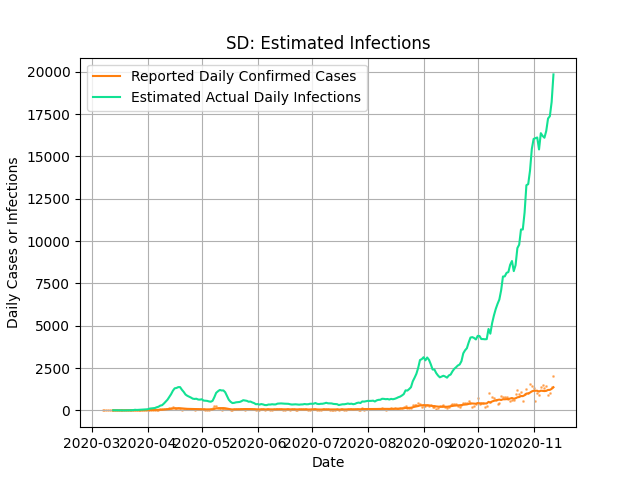 SD: Estimated Infections
Reported Daily Confirmed Cases
Estimated Actual Daily Infections
Daily Cases or Infections
20000
17500
15000
12500
10000
7500
5000
2500
0
2020-03 2020-04 2020-05 2020-06 2020-07 2020-08 2020-09 2020-10 2020-11
Date